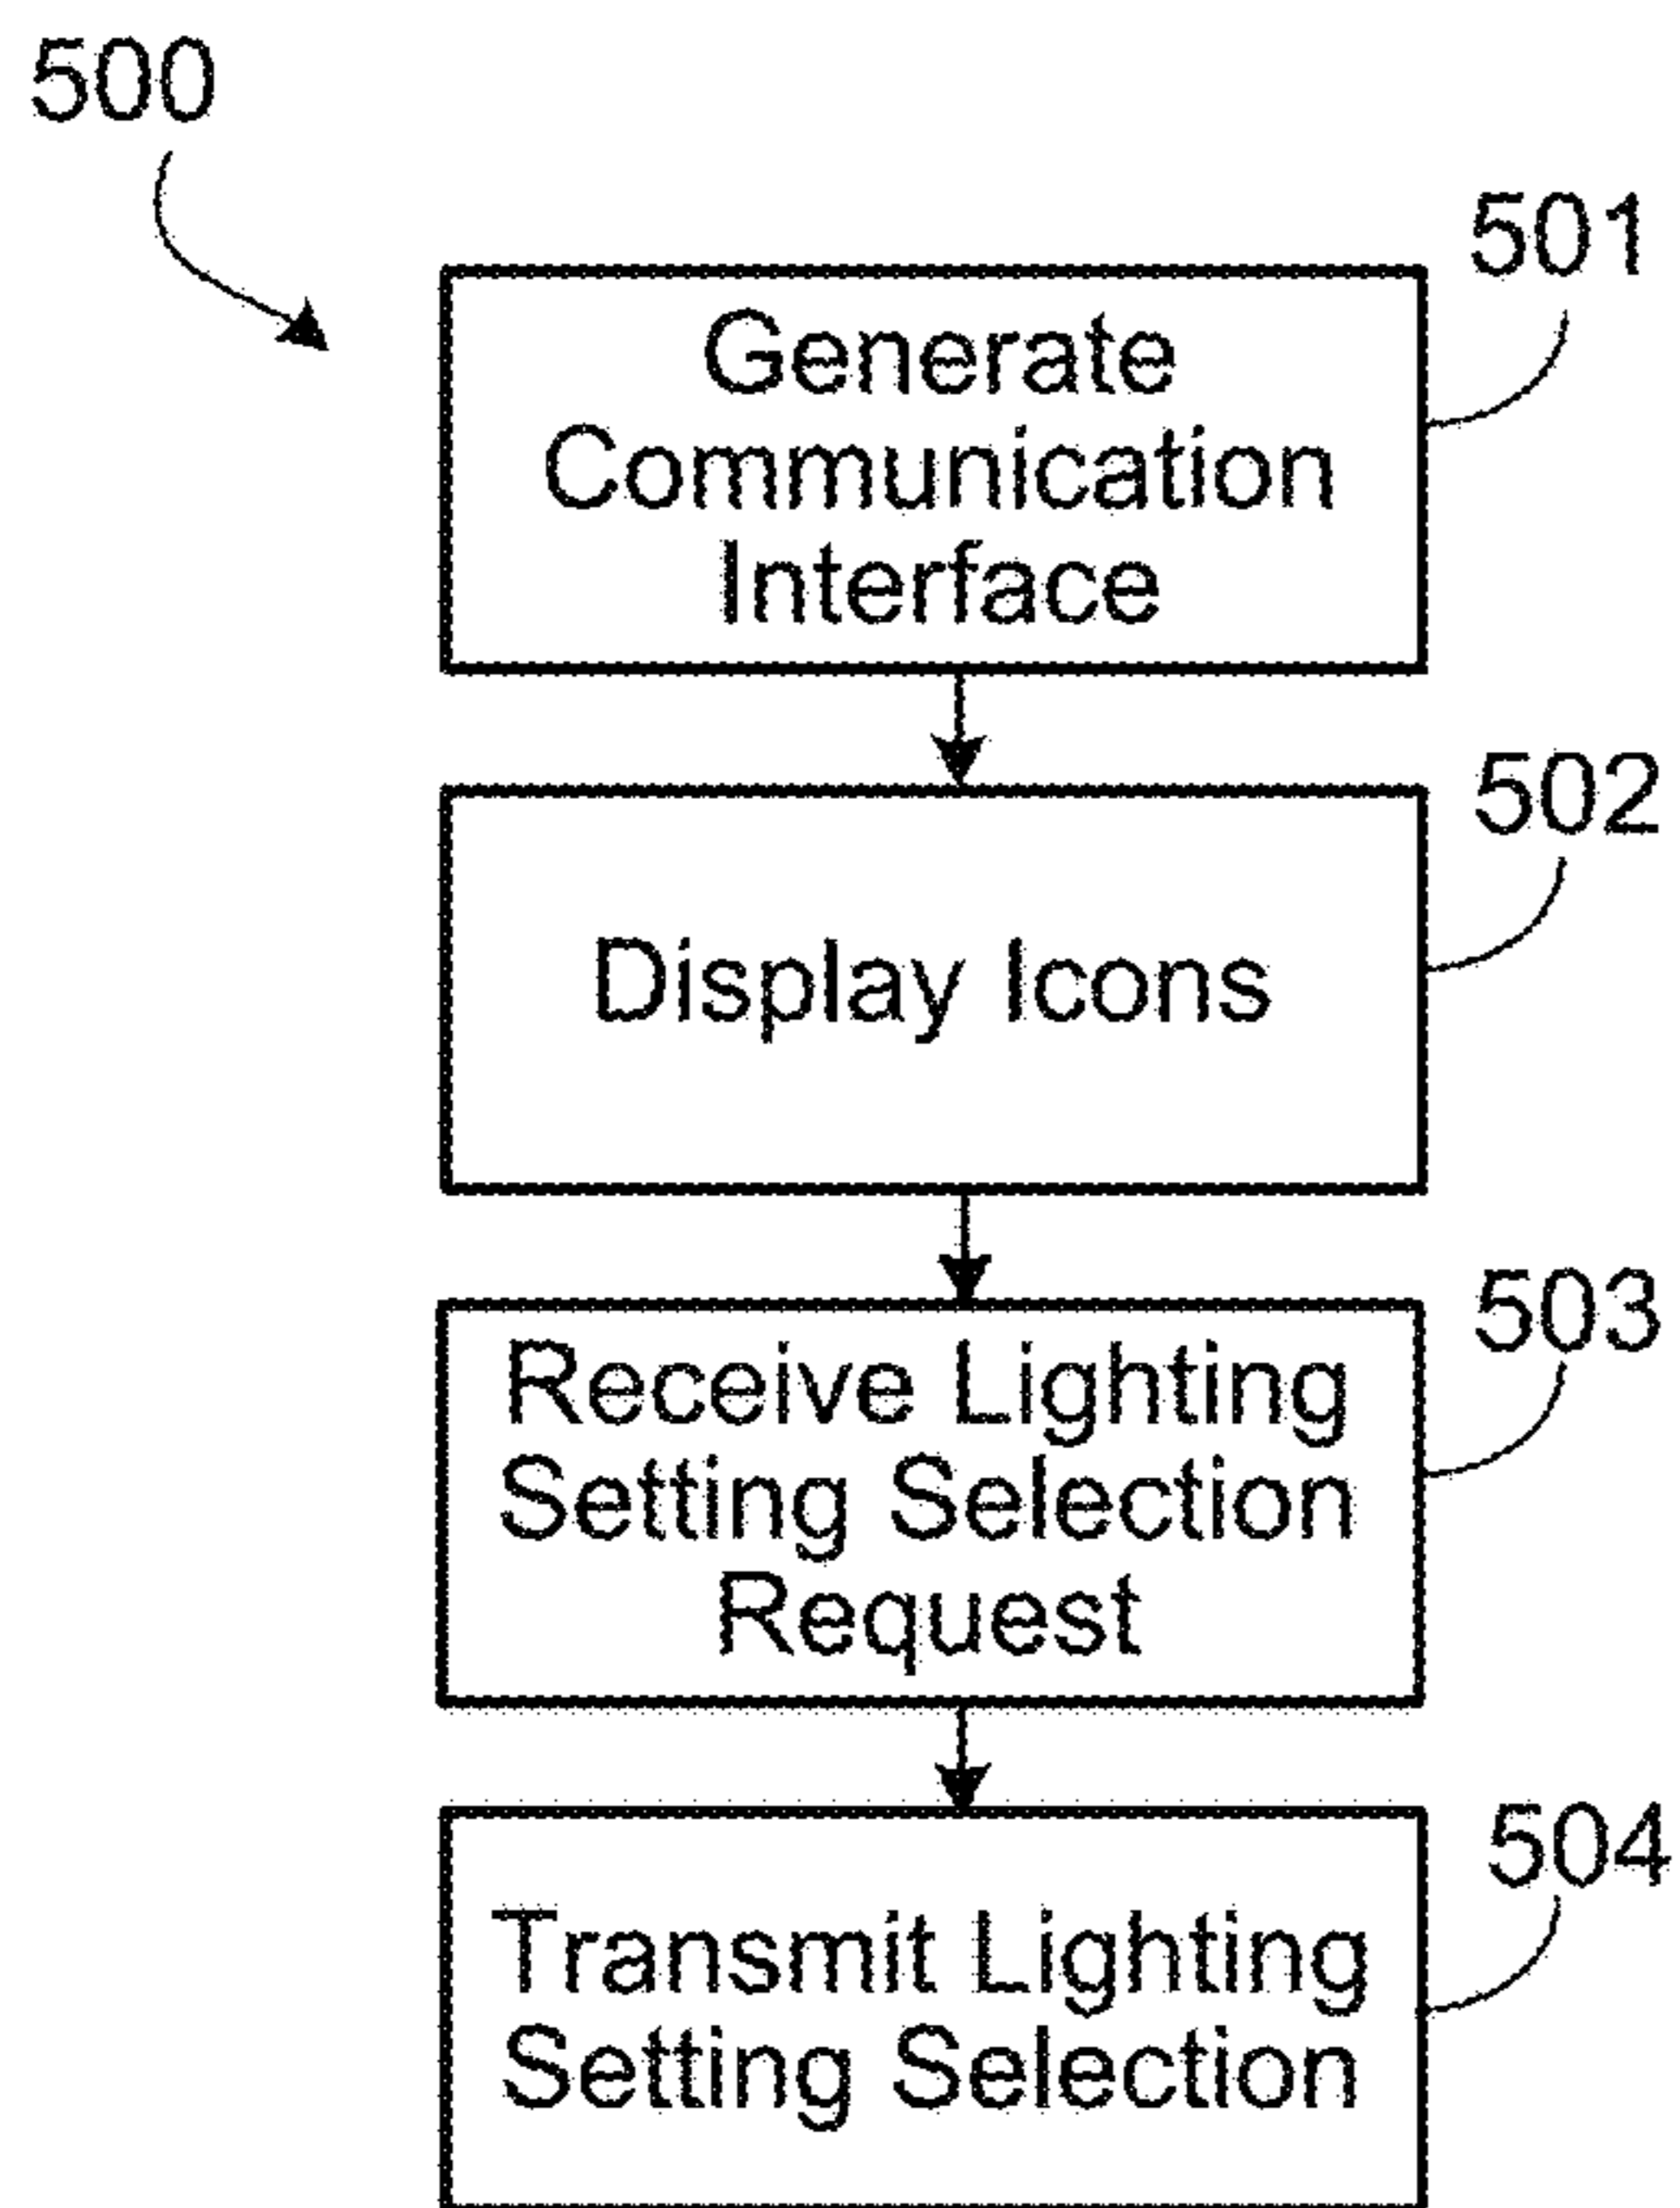 500
501
Generate
Communication
Interface
502
Display Icons
503
Receive Lighting
Setting Selection
Request
504
Transmit Lighting
Setting Selection